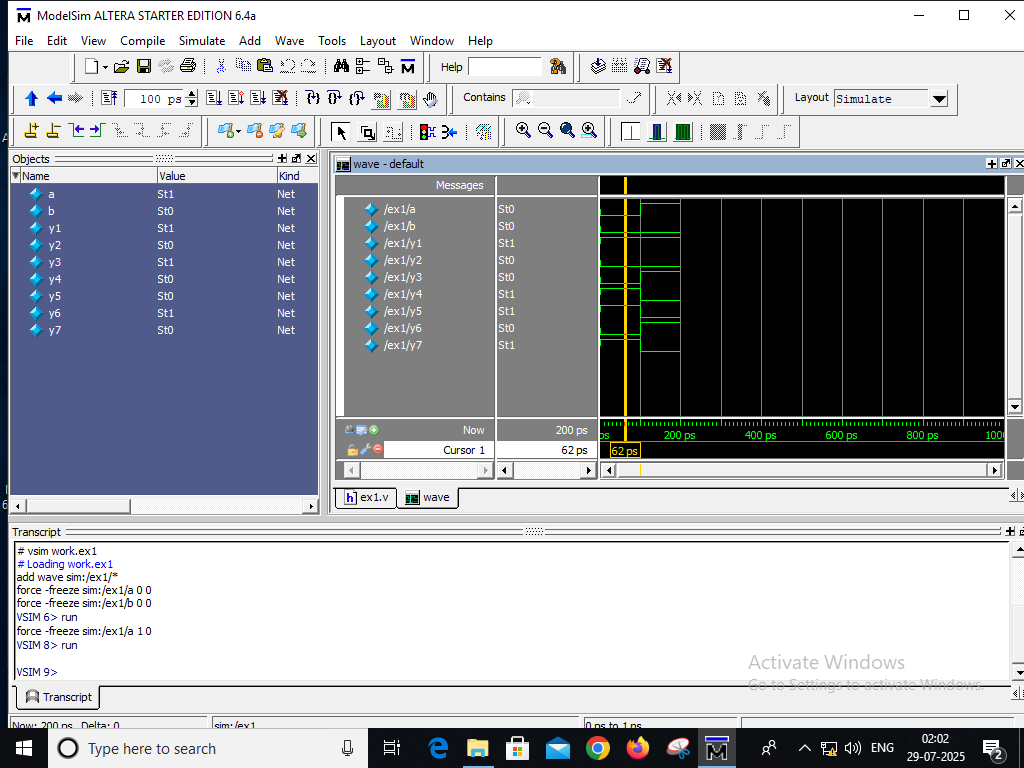 ModelSim ALTERA STARTER EDITION 6.4a
File Edit View Compile Simulate Add Wave Tools Layout Window Help
Help
100 ps
Contains
Layout Simulate
Objects
Name Value Kind
a St1 Net
b St0 Net
y1 St1 Net
y2 St0 Net
y3 St1 Net
y4 St0 Net
y5 St0 Net
y6 St1 Net
y7 St0 Net
wave - default
Messages
/ex1/a St0
/ex1/b St0
/ex1/y1 St1
/ex1/y2 St0
/ex1/y3 St0
/ex1/y4 St1
/ex1/y5 St1
/ex1/y6 St0
/ex1/y7 St1
Now 200 ps
ps 200 ps 400 ps 600 ps 800 ps 100
Cursor 1 62 ps
62 ps
ex1.v wave
Transcript
# vsim work.ex1
# Loading work.ex1
add wave sim:/ex1/*
force -freeze sim:/ex1/a 0 0
force -freeze sim:/ex1/b 0 0
VSIM 6> run
force -freeze sim:/ex1/a 1 0
VSIM 8> run
VSIM 9>
Activate Windows
Go to Settings to activate Windows.
Transcript
Now: 200 ps Delta: 0 sim:/ex1 0 ps to 1 ns
Type here to search
ENG
02:02
29-07-2025
2